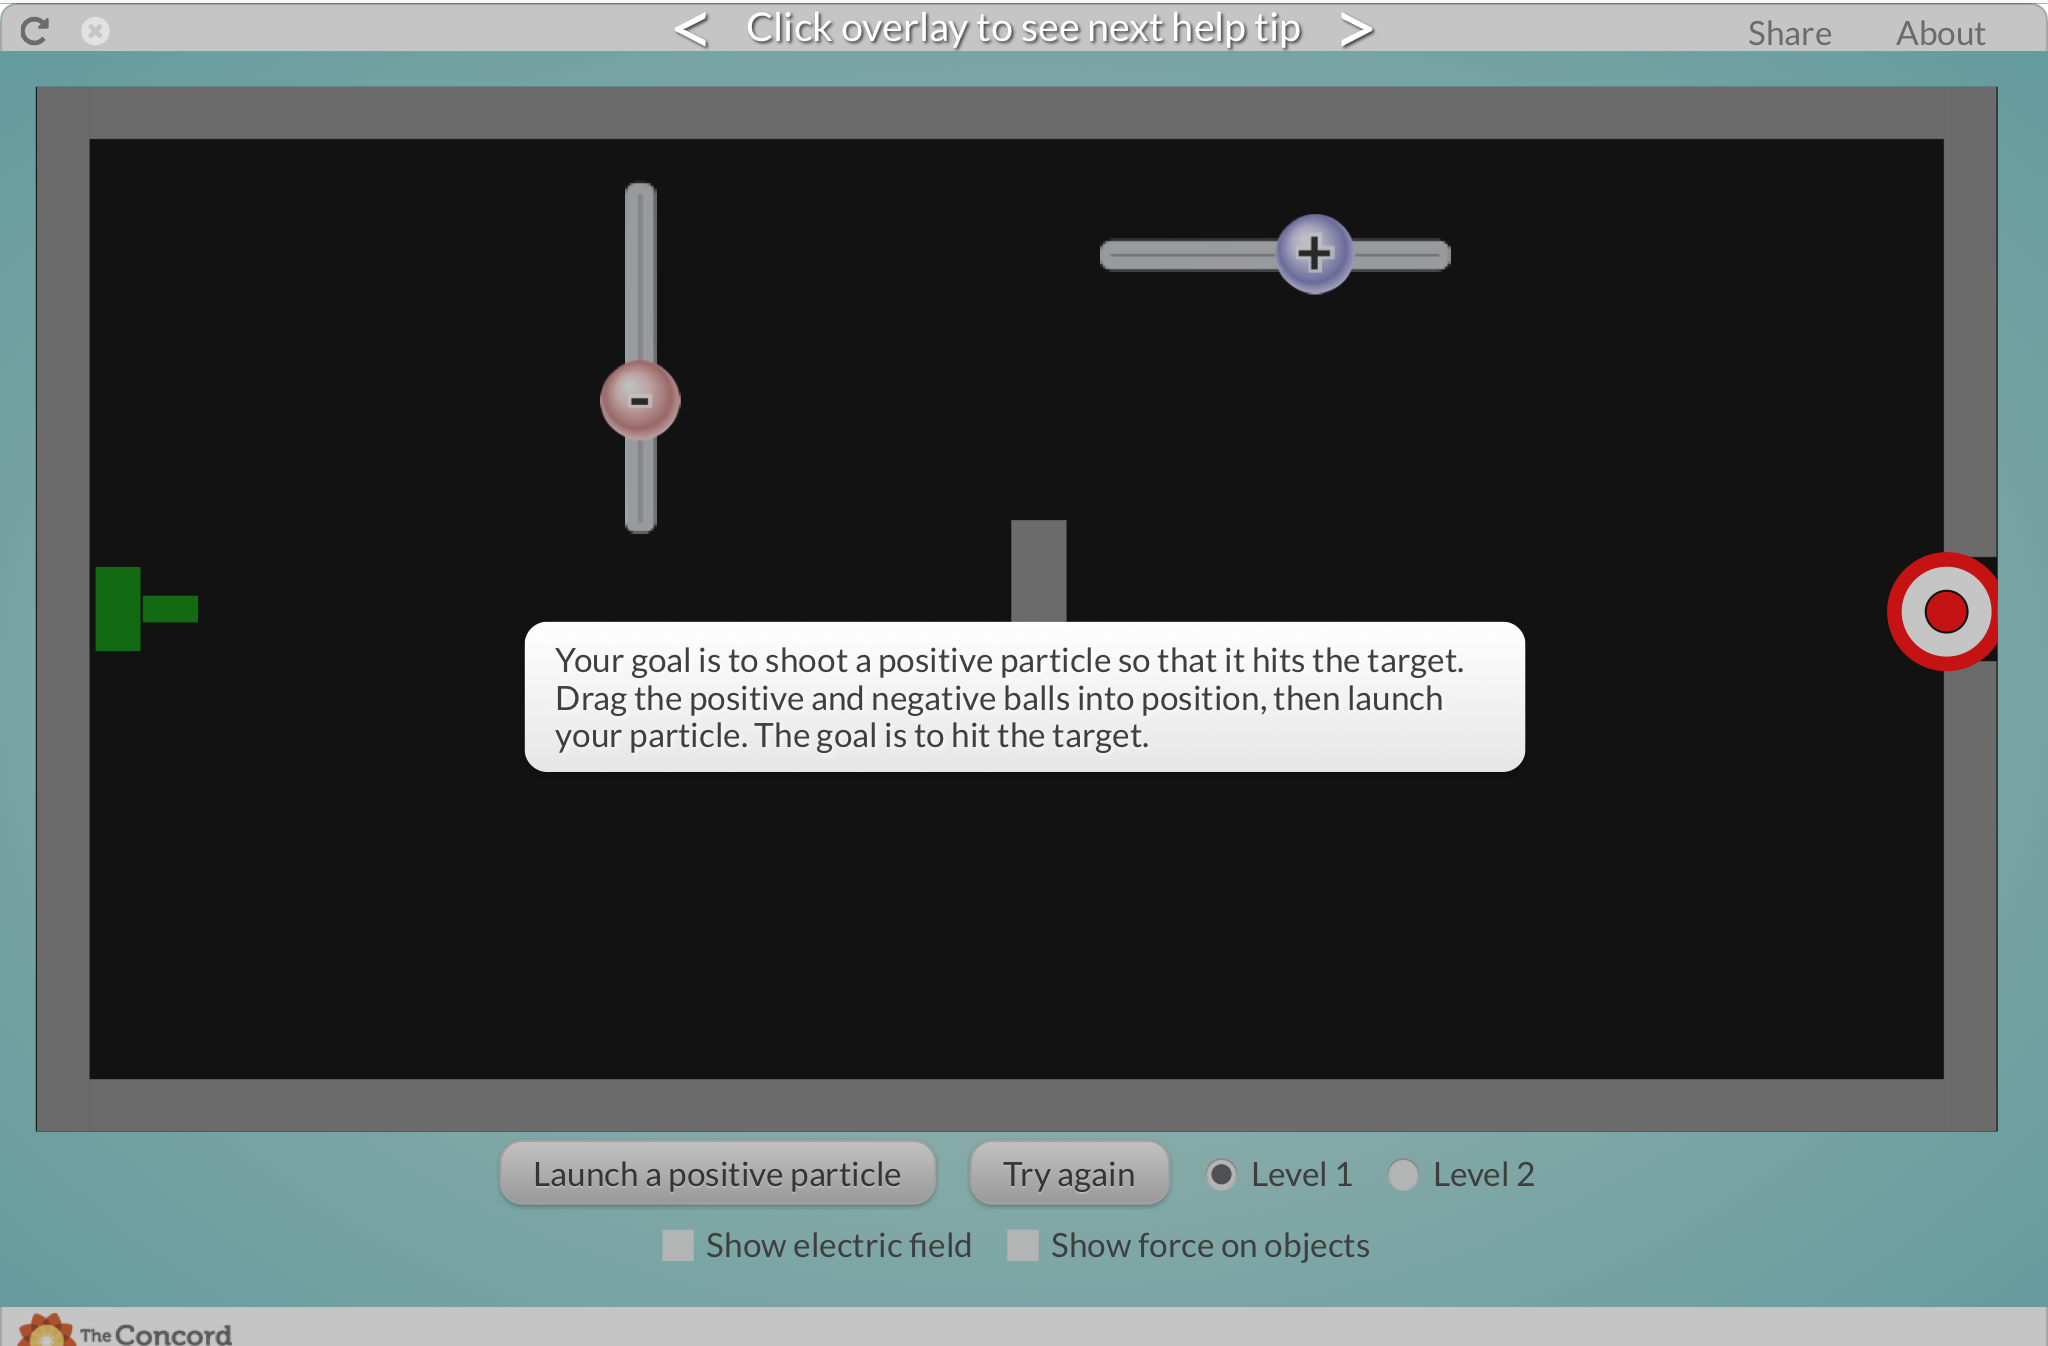 < Click overlay to see next help tip >
Share About
+
-
Your goal is to shoot a positive particle so that it hits the target.
Drag the positive and negative balls into position, then launch
your particle. The goal is to hit the target.
Launch a positive particle Try again Level 1 Level 2
Show electric field Show force on objects
The Concord